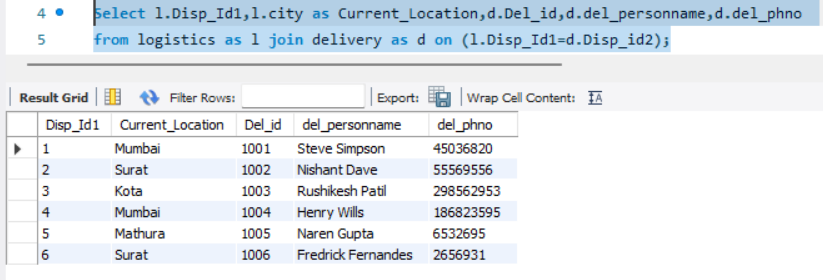 4 Select l.Disp_Id1,l.city as Current_Location,d.Del_id,d.del_personname,d.del_phno
5 from logistics as l join delivery as d on (l.Disp_Id1=d.Disp_id2);
Result Grid Filter Rows: Export: Wrap Cell Content: IA
Disp_Id1 Current_Location Del_id del_personname del_phno
1 Mumbai 1001 Steve Simpson 45036820
2 Surat 1002 Nishant Dave 55569556
3 Kota 1003 Rushikesh Patil 298562953
4 Mumbai 1004 Henry Wills 186823595
5 Mathura 1005 Naren Gupta 6532695
6 Surat 1006 Fredrick Fernandes 2656931